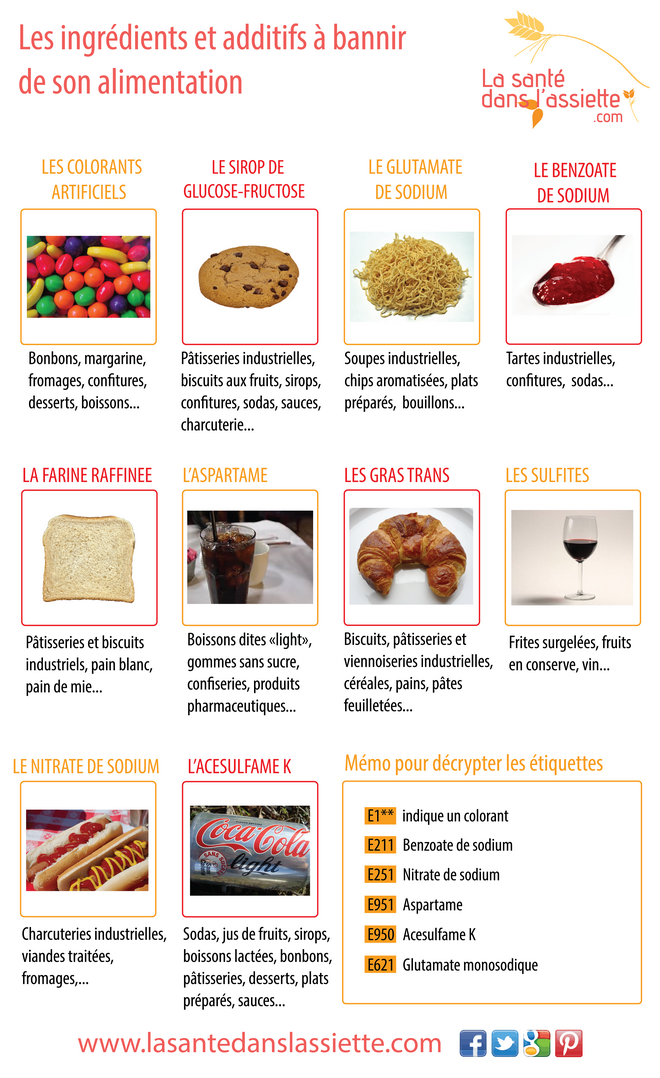 Les ingrédients et additifs à bannir
de son alimentation
La santé
dans l'assiette
.com
LES COLORANTS
ARTIFICIELS
Bonbons, margarine,
fromages, confitures,
desserts, boissons...
LE SIROP DE
GLUCOSE-FRUCTOSE
Pâtisseries industrielles,
biscuits aux fruits, sirops,
confitures, sodas, sauces,
charcuterie...
LE GLUTAMATE
DE SODIUM
Soupes industrielles,
chips aromatisées, plats
préparés, bouillons...
LE BENZOATE
DE SODIUM
Tartes industrielles,
confitures, sodas...
LA FARINE RAFFINEE
Pâtisseries et biscuits
industriels, pain blanc,
pain de mie...
L'ASPARTAME
Boissons dites «light»,
gommes sans sucre,
confiseries, produits
pharmaceutiques...
LES GRAS TRANS
Biscuits, pâtisseries et
viennoiseries industrielles,
céréales, pains, pâtes
feuilletées...
LES SULFITES
Frites surgelées, fruits
en conserve, vin...
LE NITRATE DE SODIUM
Charcuteries industrielles,
viandes traitées,
fromages,...
L'ACESULFAME K
Coca-Cola
light
Sodas, jus de fruits, sirops,
boissons lactées, bonbons,
pâtisseries, desserts, plats
préparés, sauces...
Mémo pour décrypter les étiquettes
E1** indique un colorant
E211 Benzoate de sodium
E251 Nitrate de sodium
E951 Aspartame
E950 Acesulfame K
E621 Glutamate monosodique
www.lasantedanslassiette.com